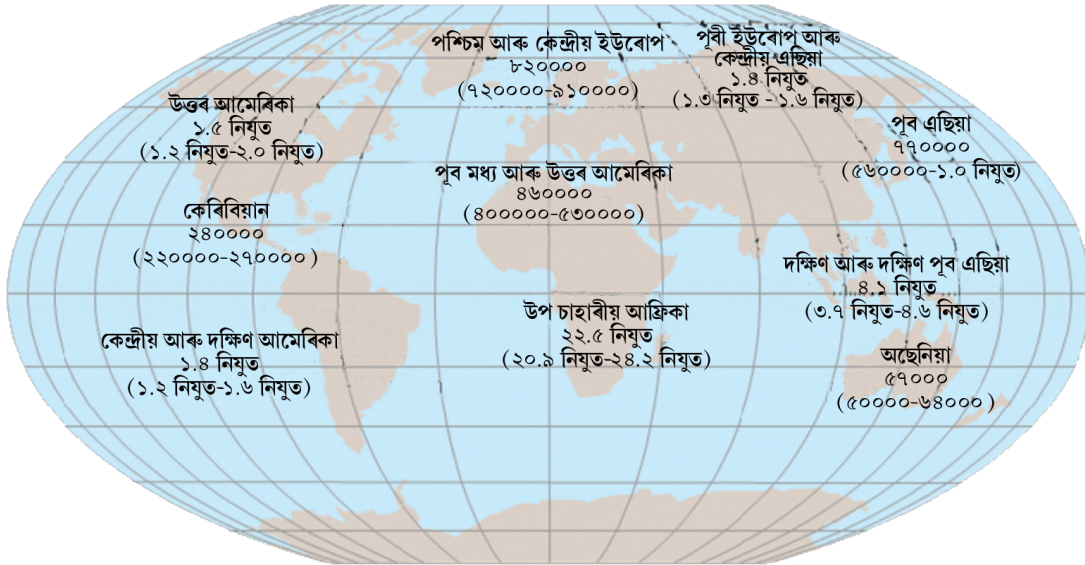 পশ্চিম আৰু কেন্দ্ৰীয় ইউৰোপ
৮২০০০০
(৭২০০০০-৯১০০০০)
পূৰ্বী ইউৰোপ আৰু
কেন্দ্ৰীয় এছিয়া
১.৪ নিযুত
(১.৩ নিযুত - ১.৬ নিযুত)
উত্তৰ আমেৰিকা
১.৫ নিযুত
(১.২ নিযুত-২.০ নিযুত)
পূব এছিয়া
৭৭০০০০
(৫৬০০০০-১.০ নিযুত)
পূব মধ্য আৰু উত্তৰ আমেৰিকা
৪৬০০০০
(৪০০০০০-৫৩০০০০)
কেৰিবিয়ান
২৪০০০০
(২২০০০০-২৭০০০০ )
দক্ষিণ আৰু দক্ষিণ পূব এছিয়া
৪.১ নিযুত
(৩.৭ নিযুত-৪.৬ নিযুত)
উপ চাহাৰীয় আফ্ৰিকা
২২.৫ নিযুত
(২০.৯ নিযুত-২৪.২ নিযুত)
কেন্দ্ৰীয় আৰু দক্ষিণ আমেৰিকা
১.৪ নিযুত
(১.২ নিযুত-১.৬ নিযুত)
অছেনিয়া
৫৭০০০
(৫০০০০-৬৪০০০ )